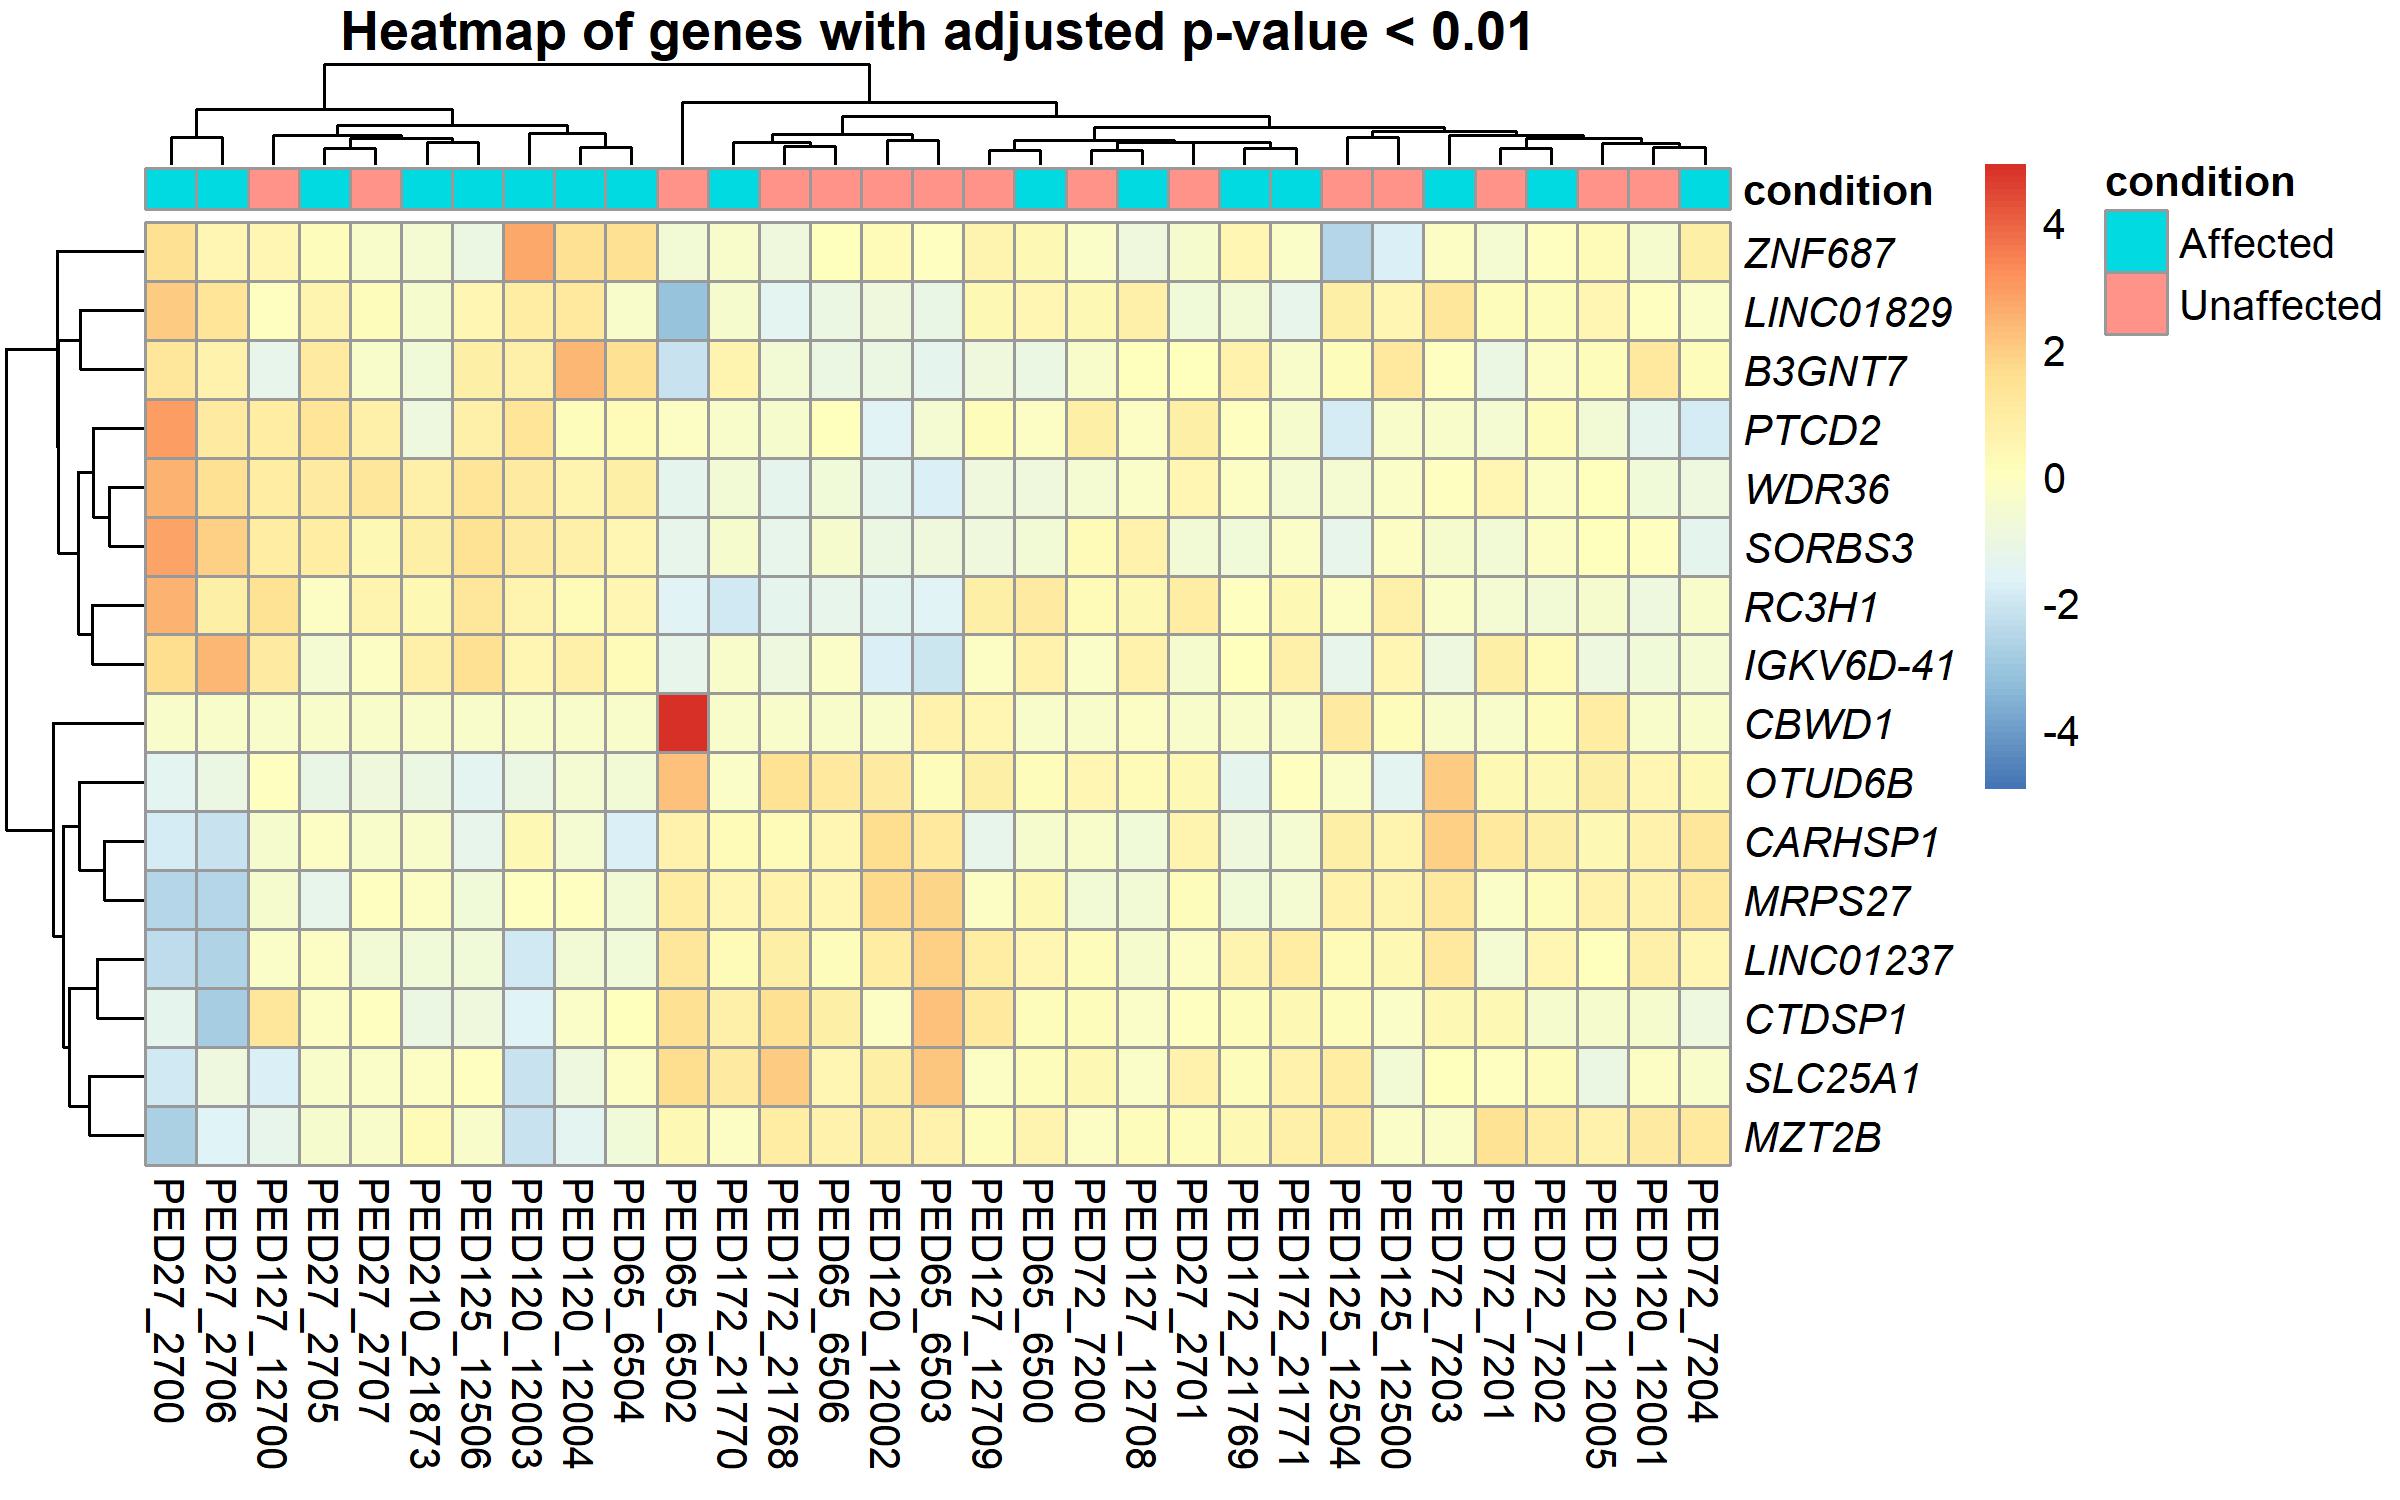 Heatmap of genes with adjusted p-value < 0.01
condition
ZNF687
LINC01829
B3GNT7
PTCD2
WDR36
SORBS3
RC3H1
IGKV6D-41
CBWD1
OTUD6B
CARHSP1
MRPS27
LINC01237
CTDSP1
SLC25A1
MZT2B
4
2
0
-2
-4
condition
Affected
Unaffected
PED27_2700
PED27_2706
PED127_12700
PED27_2705
PED27_2707
PED210_21873
PED125_12506
PED120_12003
PED120_12004
PED65_6504
PED65_6502
PED172_21770
PED172_21768
PED65_6506
PED120_12002
PED65_6503
PED127_12709
PED65_6500
PED72_7200
PED127_12708
PED27_2701
PED172_21769
PED172_21771
PED125_12504
PED125_12500
PED72_7203
PED72_7201
PED72_7202
PED120_12005
PED120_12001
PED72_7204